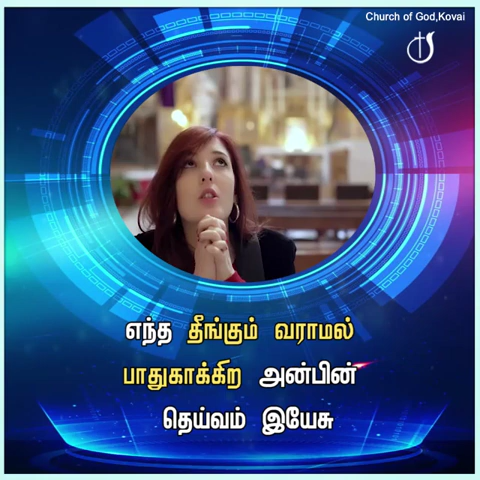 Church of God,Kovai
எந்த தீங்கும் வராமல்
பாதுகாக்கிற அன்பின்
தெய்வம் இயேசு